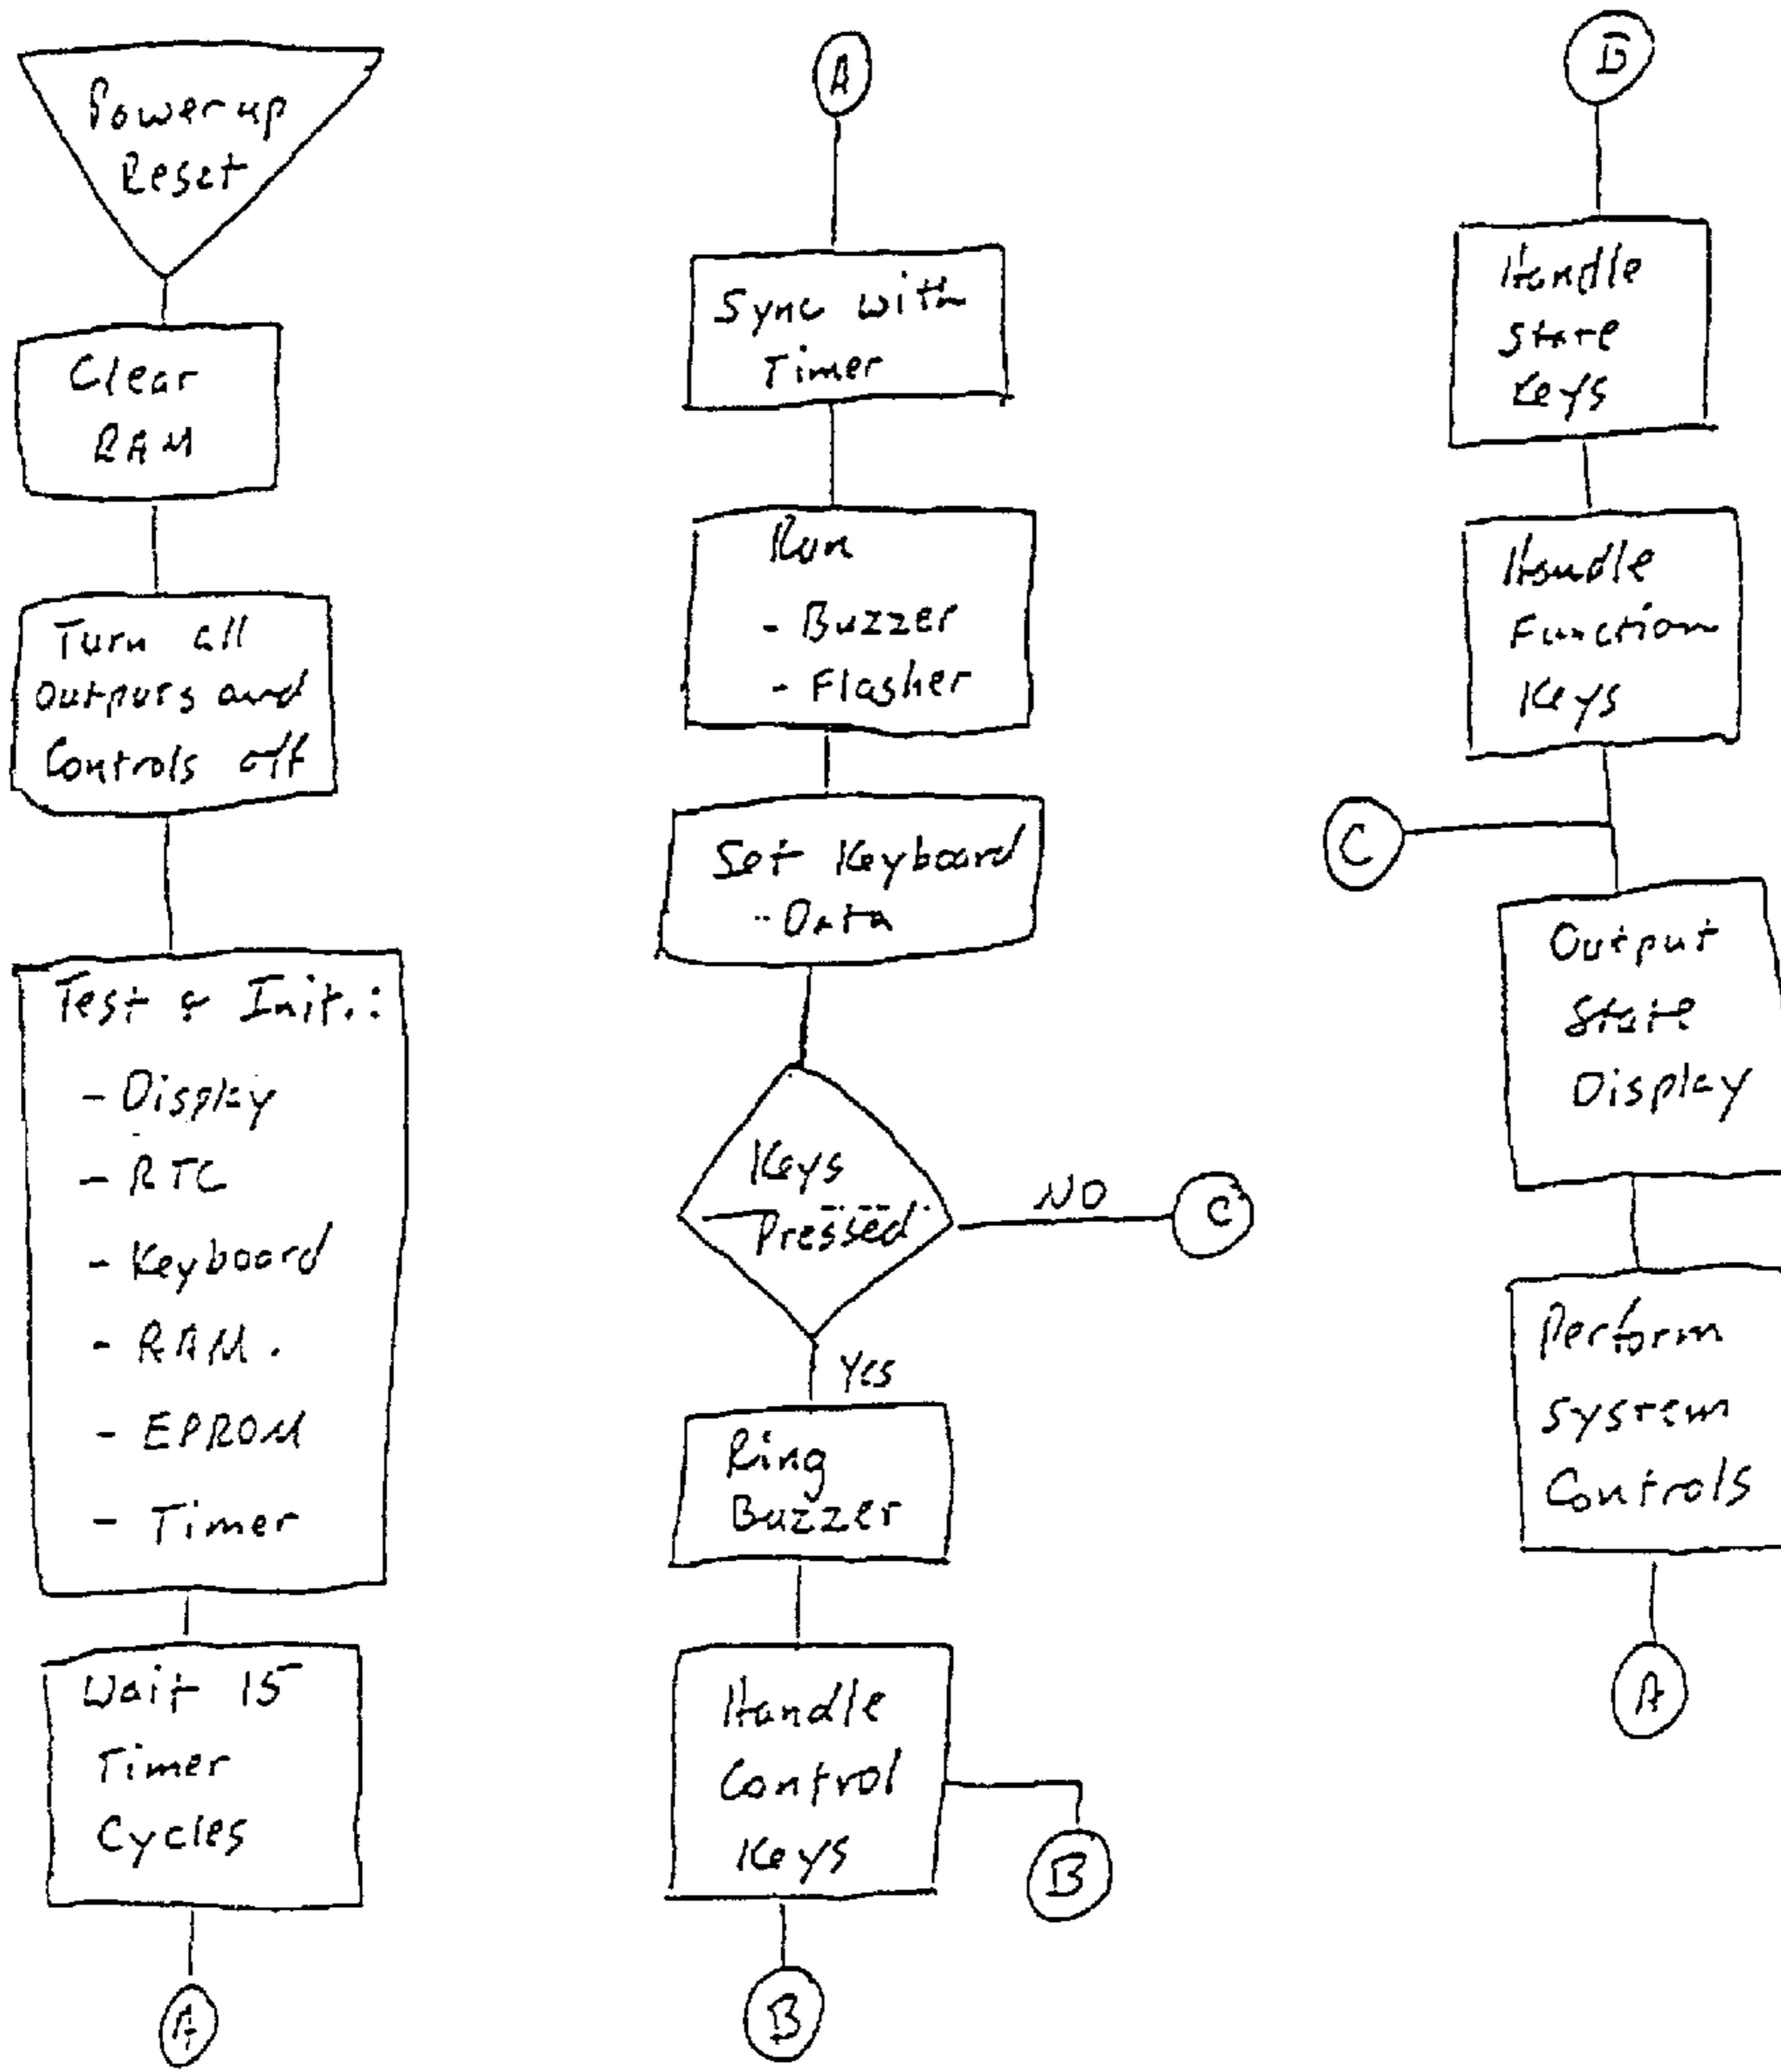 Power up
Reset
Clear
RAM
Turn all
Outputs and
Controls off
Test & Init.:
- Display
- RTC
- Keyboard
- RAM.
- EPROM
- Timer
Wait 15
Timer
Cycles
A
A
Sync with
Timer
Run
- Buzzer
- Flasher
Set Keyboard
- Data
Keys
Pressed
NO
C
Yes
Ring
Buzzer
Handle
Control
Keys
B
B
B
Handle
State
Keys
Handle
Function
Keys
C
Output
State
Display
Perform
System
Controls
A